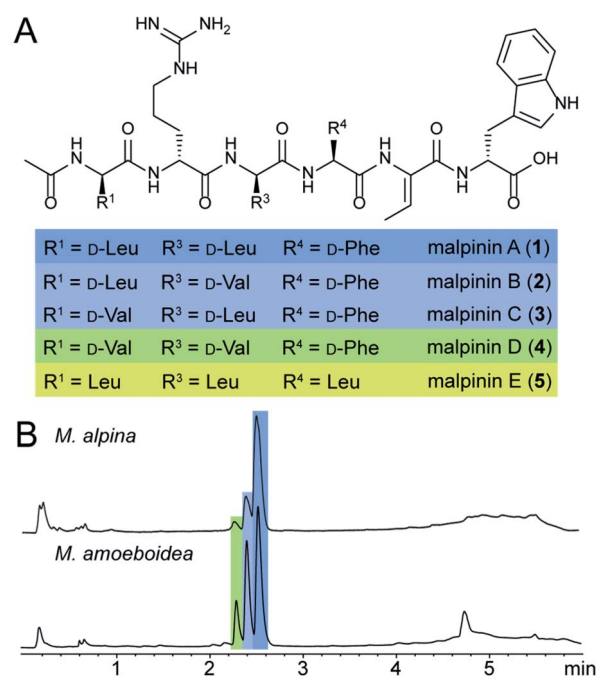 A
HN
NH₂
NH
O
H
N
R¹
O
N
H
O
H
N
R³
O
N
H
R⁴
O
H
N
O
N
H
O
OH
NH
R¹ = D-Leu R³ = D-Leu R⁴ = D-Phe malpinin A (1)
R¹ = D-Leu R³ = D-Val R⁴ = D-Phe malpinin B (2)
R¹ = D-Val R³ = D-Leu R⁴ = D-Phe malpinin C (3)
R¹ = D-Val R³ = D-Val R⁴ = D-Phe malpinin D (4)
R¹ = Leu R³ = Leu R⁴ = Leu malpinin E (5)
B
M. alpina
M. amoeboidea
1 2 3 4 5 min